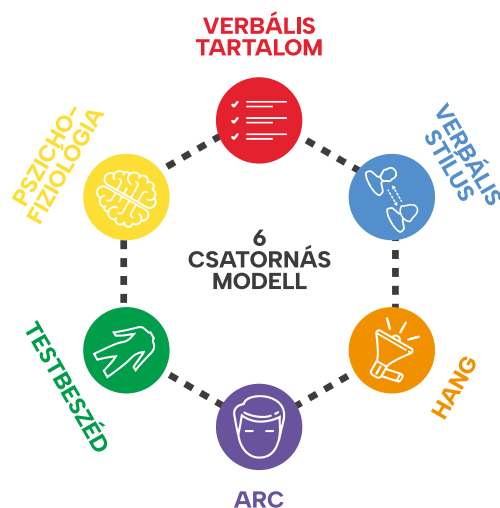 VERBÁLIS
TARTALOM
VERBÁLIS
STÍLUS
HANG
ARC
TESTBESZÉD
PSZICHO-
FIZIOLÓGIA
6
CSATORNÁS
MODELL